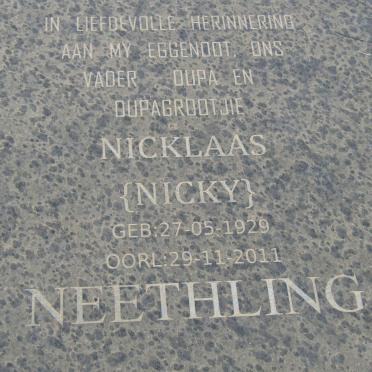 IN LIEFDEVOLLE HERINNERING
AAN MY EGGENOOT, ONS
VADER OUPA EN
OUPAGROOTJIE
NICKLAAS
{NICKY}
GEB:27-05-1929
OORL:29-11-2011
NEETHLING